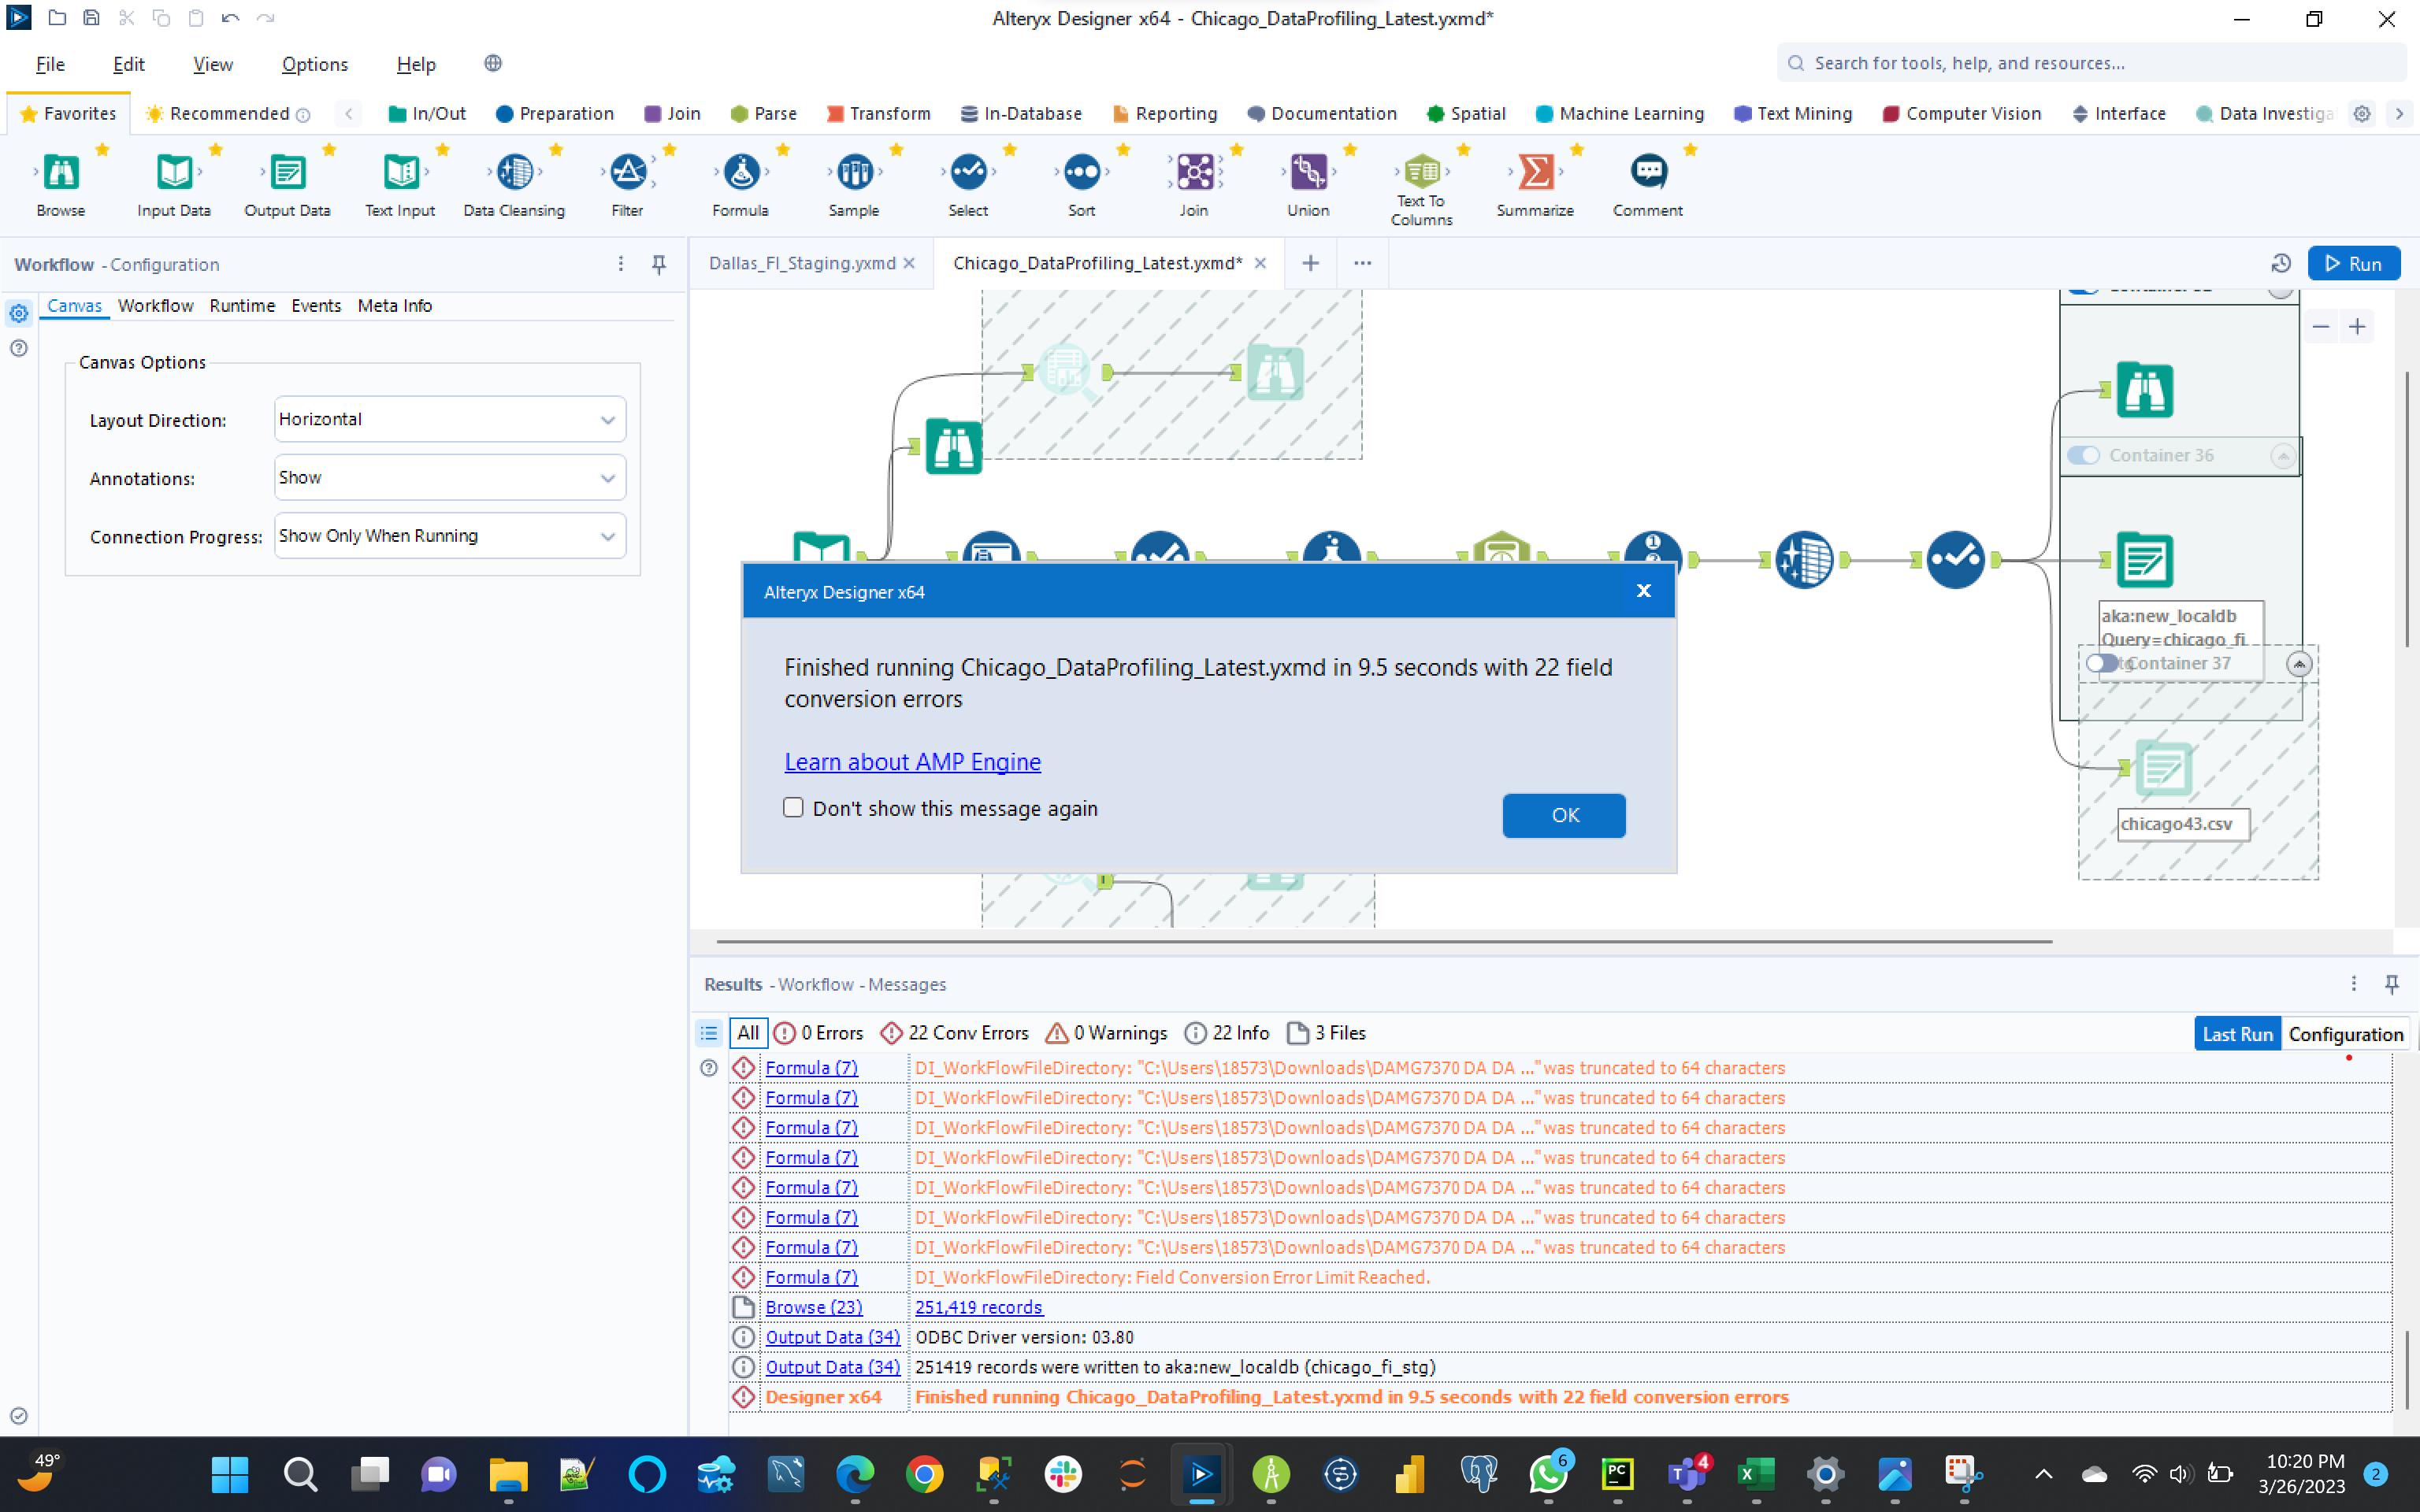 Alteryx Designer x64 - Chicago_DataProfiling_Latest.yxmd*
File Edit View Options Help
Search for tools, help, and resources...
Favorites Recommended In/Out Preparation Join Parse Transform In-Database Reporting Documentation Spatial Machine Learning Text Mining Computer Vision Interface Data Investiga
Browse Input Data Output Data Text Input Data Cleansing Filter Formula Sample Select Sort Join Union Text To Columns Summarize Comment
Workflow - Configuration
Dallas_FI_Staging.yxmd Chicago_DataProfiling_Latest.yxmd* Run
Canvas Workflow Runtime Events Meta Info
Canvas Options
Layout Direction: Horizontal
Annotations: Show
Connection Progress: Show Only When Running
Container 36
aka:new_localdb
Query=chicago_fi
tg
Container 37
chicago43.csv
Alteryx Designer x64
Finished running Chicago_DataProfiling_Latest.yxmd in 9.5 seconds with 22 field
conversion errors
Learn about AMP Engine
Don't show this message again
OK
Results - Workflow - Messages
All 0 Errors 22 Conv Errors 0 Warnings 22 Info 3 Files Last Run Configuration
Formula (7) DI_WorkFlowFileDirectory: "C:\Users\18573\Downloads\DAMG7370 DA DA ..." was truncated to 64 characters
Formula (7) DI_WorkFlowFileDirectory: "C:\Users\18573\Downloads\DAMG7370 DA DA ..." was truncated to 64 characters
Formula (7) DI_WorkFlowFileDirectory: "C:\Users\18573\Downloads\DAMG7370 DA DA ..." was truncated to 64 characters
Formula (7) DI_WorkFlowFileDirectory: "C:\Users\18573\Downloads\DAMG7370 DA DA ..." was truncated to 64 characters
Formula (7) DI_WorkFlowFileDirectory: "C:\Users\18573\Downloads\DAMG7370 DA DA ..." was truncated to 64 characters
Formula (7) DI_WorkFlowFileDirectory: "C:\Users\18573\Downloads\DAMG7370 DA DA ..." was truncated to 64 characters
Formula (7) DI_WorkFlowFileDirectory: "C:\Users\18573\Downloads\DAMG7370 DA DA ..." was truncated to 64 characters
Formula (7) DI_WorkFlowFileDirectory: Field Conversion Error Limit Reached.
Browse (23) 251,419 records
Output Data (34) ODBC Driver version: 03.80
Output Data (34) 251419 records were written to aka:new_localdb (chicago_fi_stg)
Designer x64 Finished running Chicago_DataProfiling_Latest.yxmd in 9.5 seconds with 22 field conversion errors
49°
6
PC
4
10:20 PM
3/26/2023
2